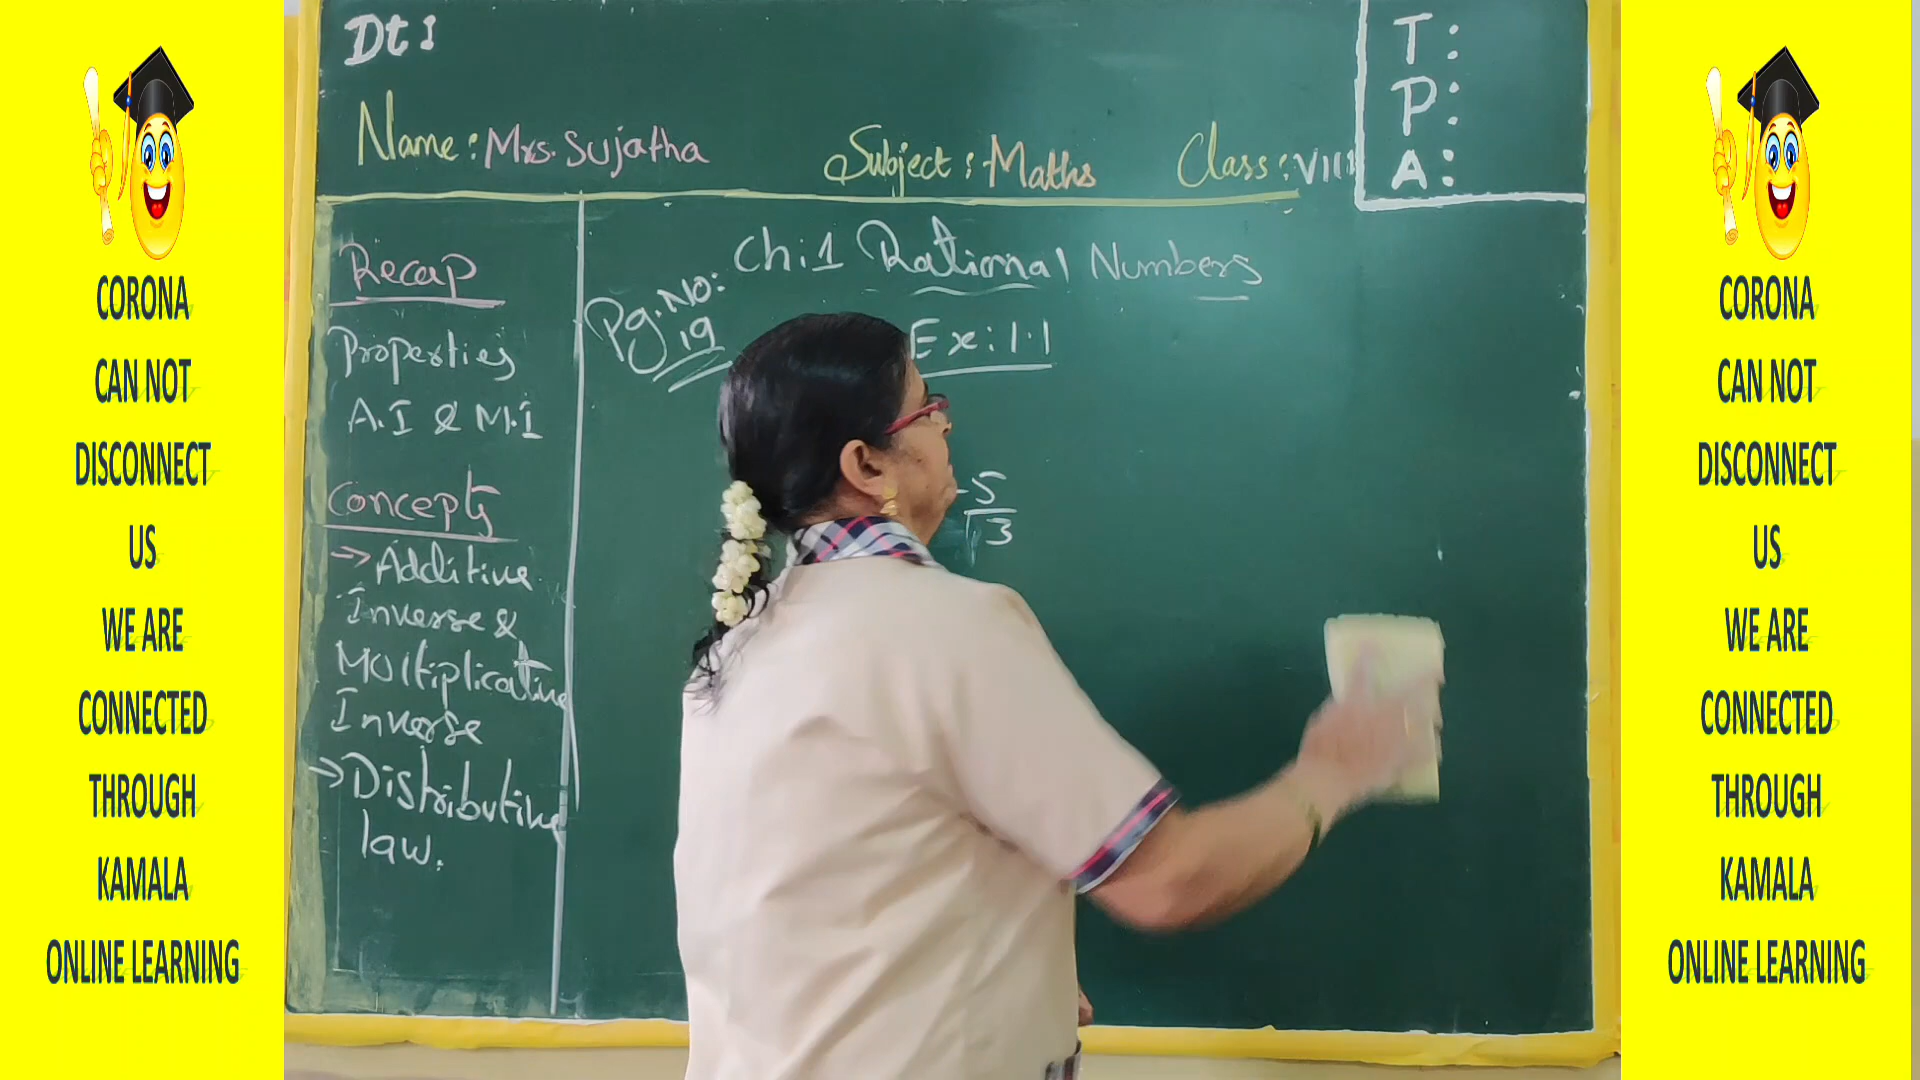 CORONA
CAN NOT
DISCONNECT
US
WE ARE
CONNECTED
THROUGH
KAMALA
ONLINE LEARNING
Dt:
Name: Mrs. Sujatha Subject: Maths Class: VIII
T:
P:
A:
Recap
Properties
A.I & M.I
Concepts
→ Additive
Inverse &
Multiplicative
Inverse
→ Distributive
law.
Ch:1 Rational Numbers
Pg. No:
19
Ex: 1.1
-5
13
CORONA
CAN NOT
DISCONNECT
US
WE ARE
CONNECTED
THROUGH
KAMALA
ONLINE LEARNING